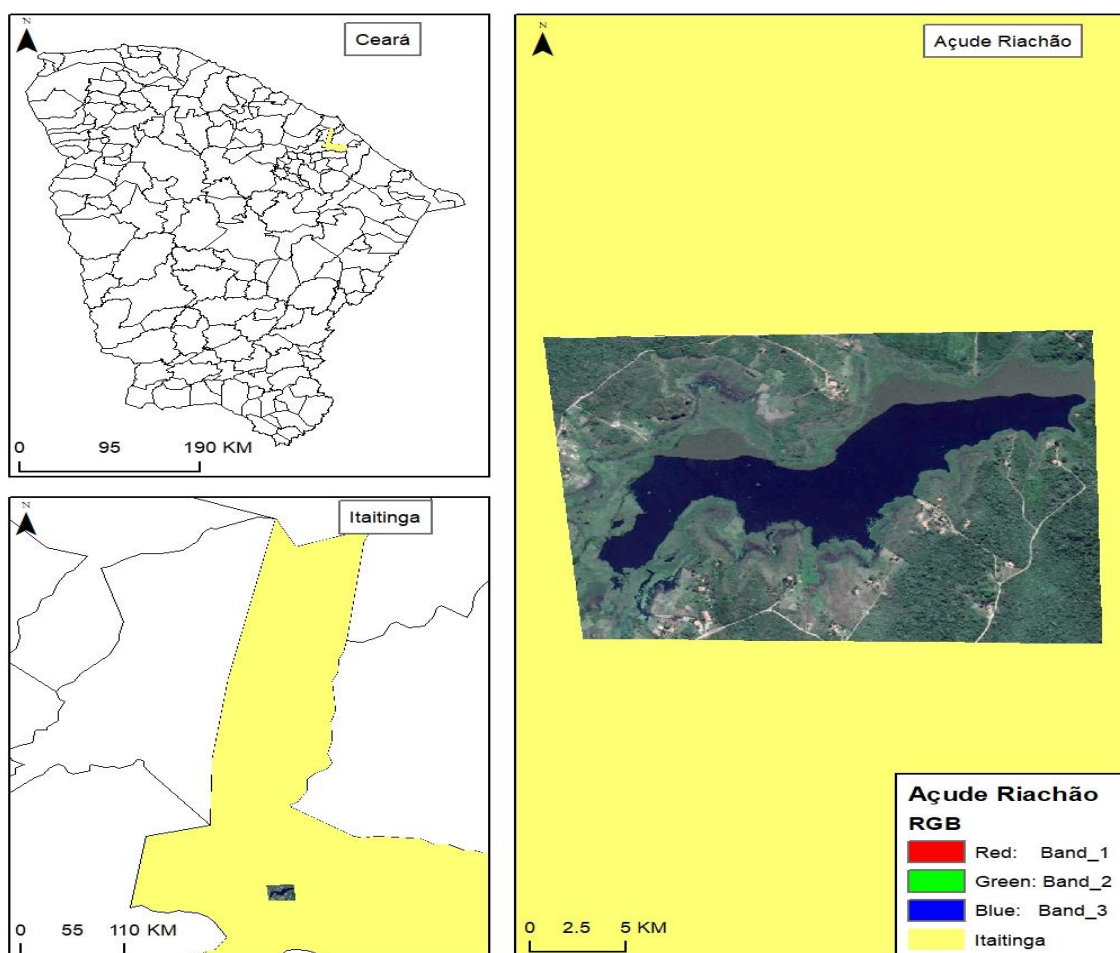 N
Ceará
0 95 190 KM
N
Itaitinga
0 55 110 KM
N
Açude Riachão
0 2.5 5 KM
Açude Riachão
RGB
Red: Band_1
Green: Band_2
Blue: Band_3
Itaitinga